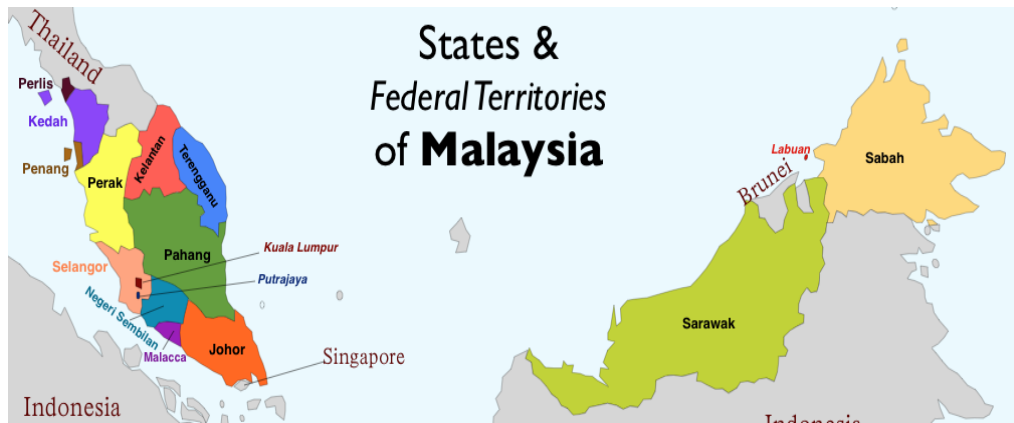 States &
Federal Territories
of Malaysia
Thailand
Perlis
Kedah
Penang
Perak
Kelantan
Terengganu
Pahang
Selangor
Kuala Lumpur
Putrajaya
Negeri Sembilan
Malacca
Johor
Singapore
Indonesia
Labuan
Brunei
Sabah
Sarawak
Indonesia